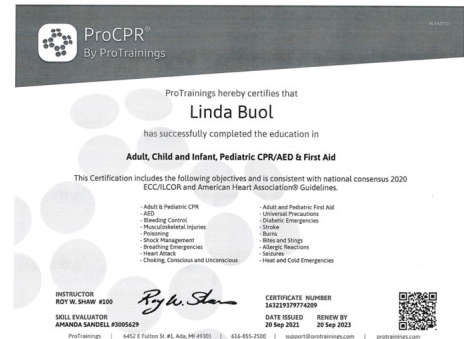 ProCPR®
By ProTrainings
BLENDED
ProTrainings hereby certifies that
Linda Buol
has successfully completed the education in
Adult, Child and Infant, Pediatric CPR/AED & First Aid
This Certification includes the following objectives and is consistent with national consensus 2020
ECC/ILCOR and American Heart Association® Guidelines.
- Adult & Pediatric CPR
- AED
- Bleeding Control
- Musculoskeletal Injuries
- Poisoning
- Shock Management
- Breathing Emergencies
- Heart Attack
- Choking, Conscious and Unconscious
- Adult and Pediatric First Aid
- Universal Precautions
- Diabetic Emergencies
- Stroke
- Burns
- Bites and Stings
- Allergic Reactions
- Seizures
- Heat and Cold Emergencies
INSTRUCTOR
ROY W. SHAW #100
Roy W. Shaw
CERTIFICATE NUMBER
163219379774209
SKILL EVALUATOR
AMANDA SANDELL #3005629
DATE ISSUED
20 Sep 2021
RENEW BY
20 Sep 2023
ProTrainings | 6452 E Fulton St. #1, Ada, MI 49301 | 616-855-2500 | support@protrainings.com | protrainings.com